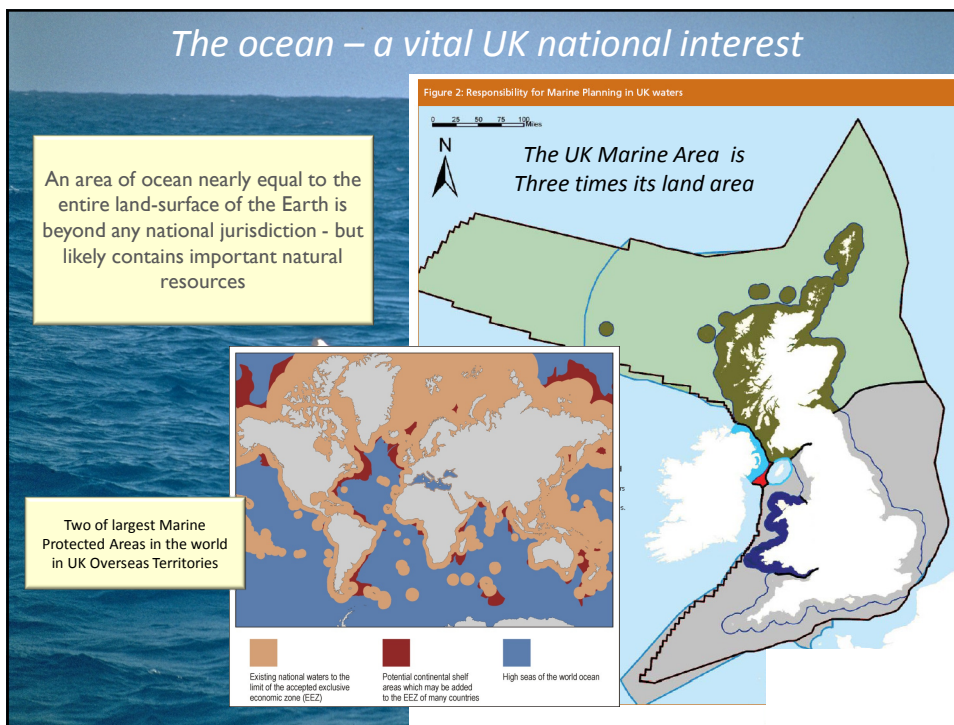 The ocean – a vital UK national interest
Figure 2: Responsibility for Marine Planning in UK waters
0 25 50 75 100
Miles
N
The UK Marine Area is
Three times its land area
An area of ocean nearly equal to the
entire land-surface of the Earth is
beyond any national jurisdiction - but
likely contains important natural
resources
Two of largest Marine
Protected Areas in the world
in UK Overseas Territories
Existing national waters to the
limit of the accepted exclusive
economic zone (EEZ)
Potential continental shelf
areas which may be added
to the EEZ of many countries
High seas of the world ocean